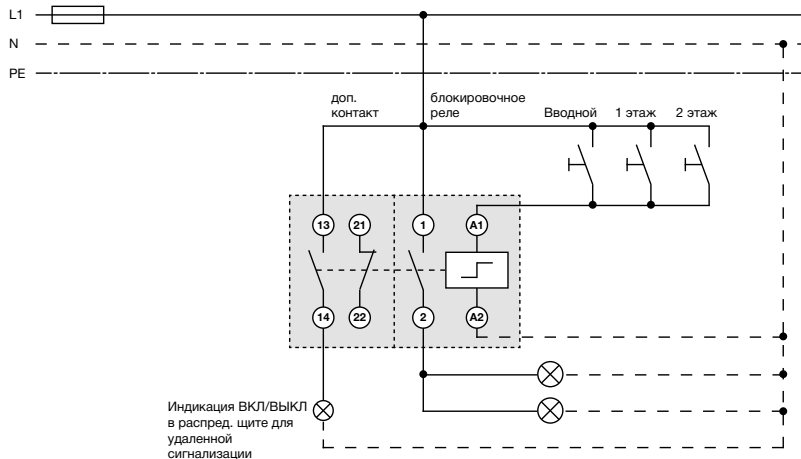 L1
N
PE
доп.
контакт
блокировочное
реле
Вводной
1 этаж
2 этаж
13
21
1
A1
14
22
2
A2
Индикация ВКЛ/ВЫКЛ
в распред. щите для
удаленной
сигнализации